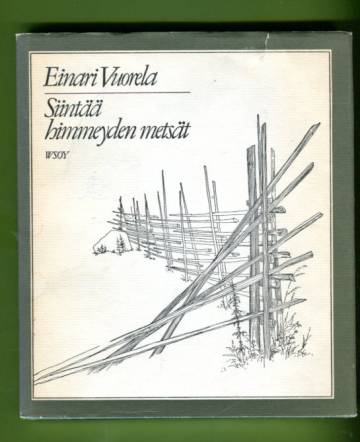 Einari Vuorela
Siintää
himmeyden metsät
WSOY